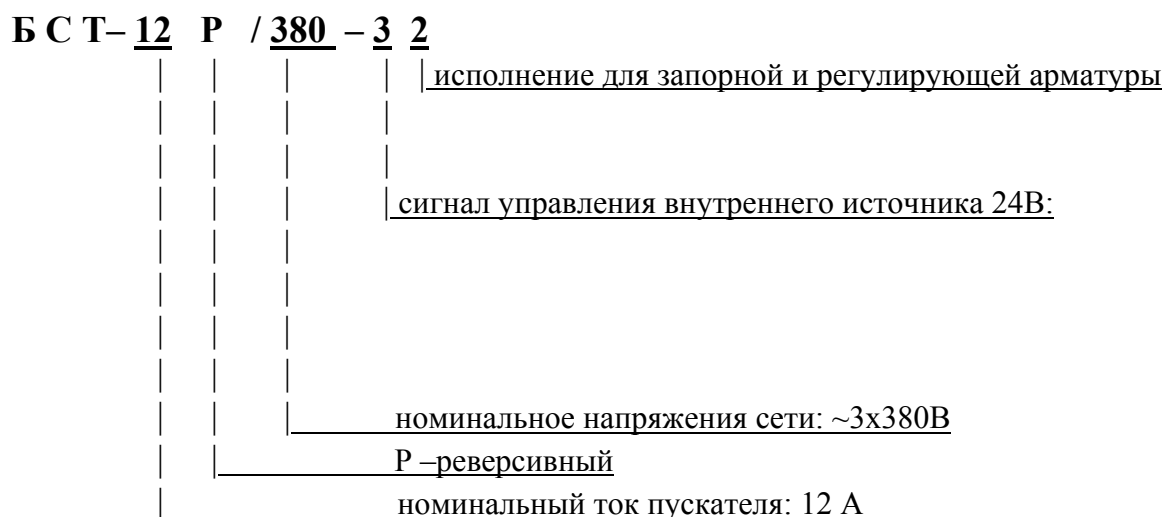 Б С Т– 12 Р / 380 – 3 2
исполнение для запорной и регулирующей арматуры
сигнал управления внутреннего источника 24В:
номинальное напряжения сети: ~3х380В
Р –реверсивный
номинальный ток пускателя: 12 А